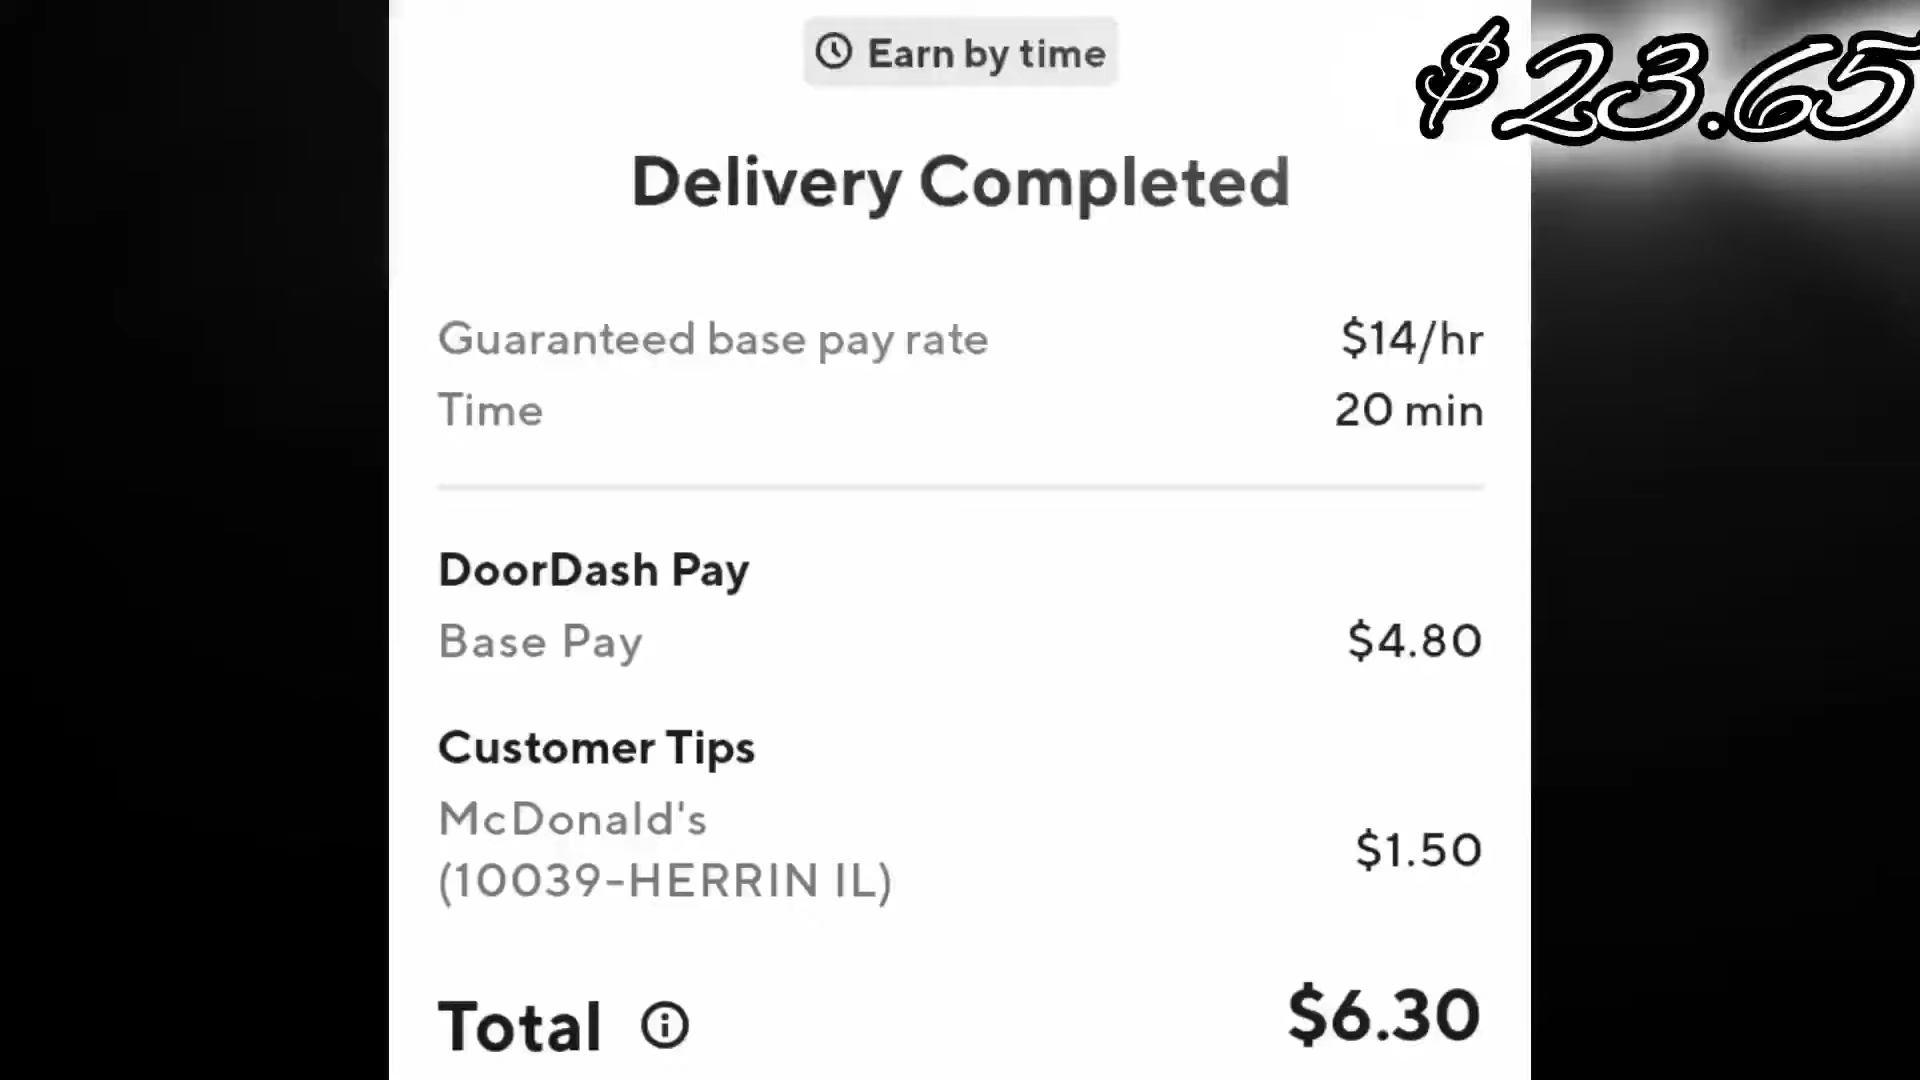 Earn by time
$23.65
Delivery Completed
Guaranteed base pay rate $14/hr
Time 20 min
DoorDash Pay
Base Pay $4.80
Customer Tips
McDonald's
(10039-HERRIN IL) $1.50
Total $6.30